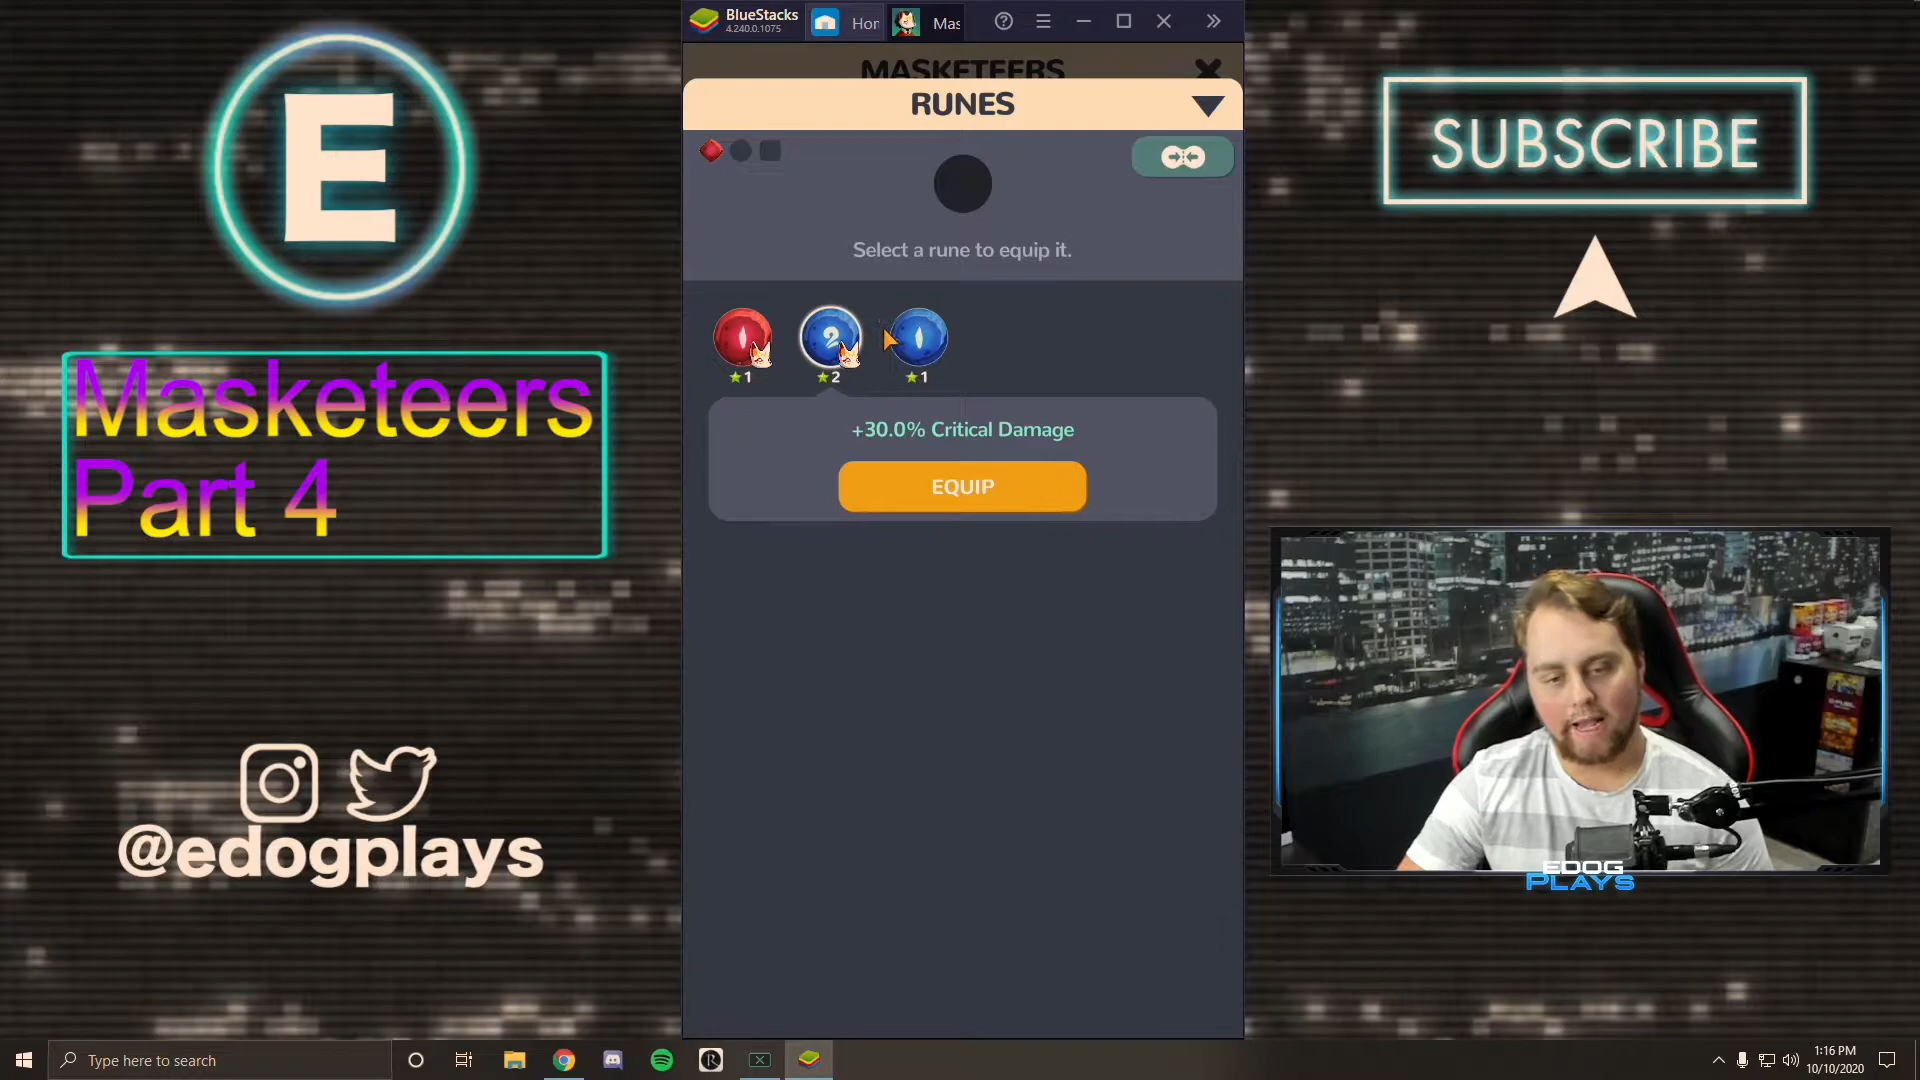 BlueStacks
4.240.0.1075
Hor
Mas
MASKETEERS
RUNES
SUBSCRIBE
E
Select a rune to equip it.
2
★1
★2
★1
+30.0% Critical Damage
EQUIP
Masketeers
Part 4
@edogplays
EDOG
PLAYS
Type here to search
R
1:16 PM
10/10/2020